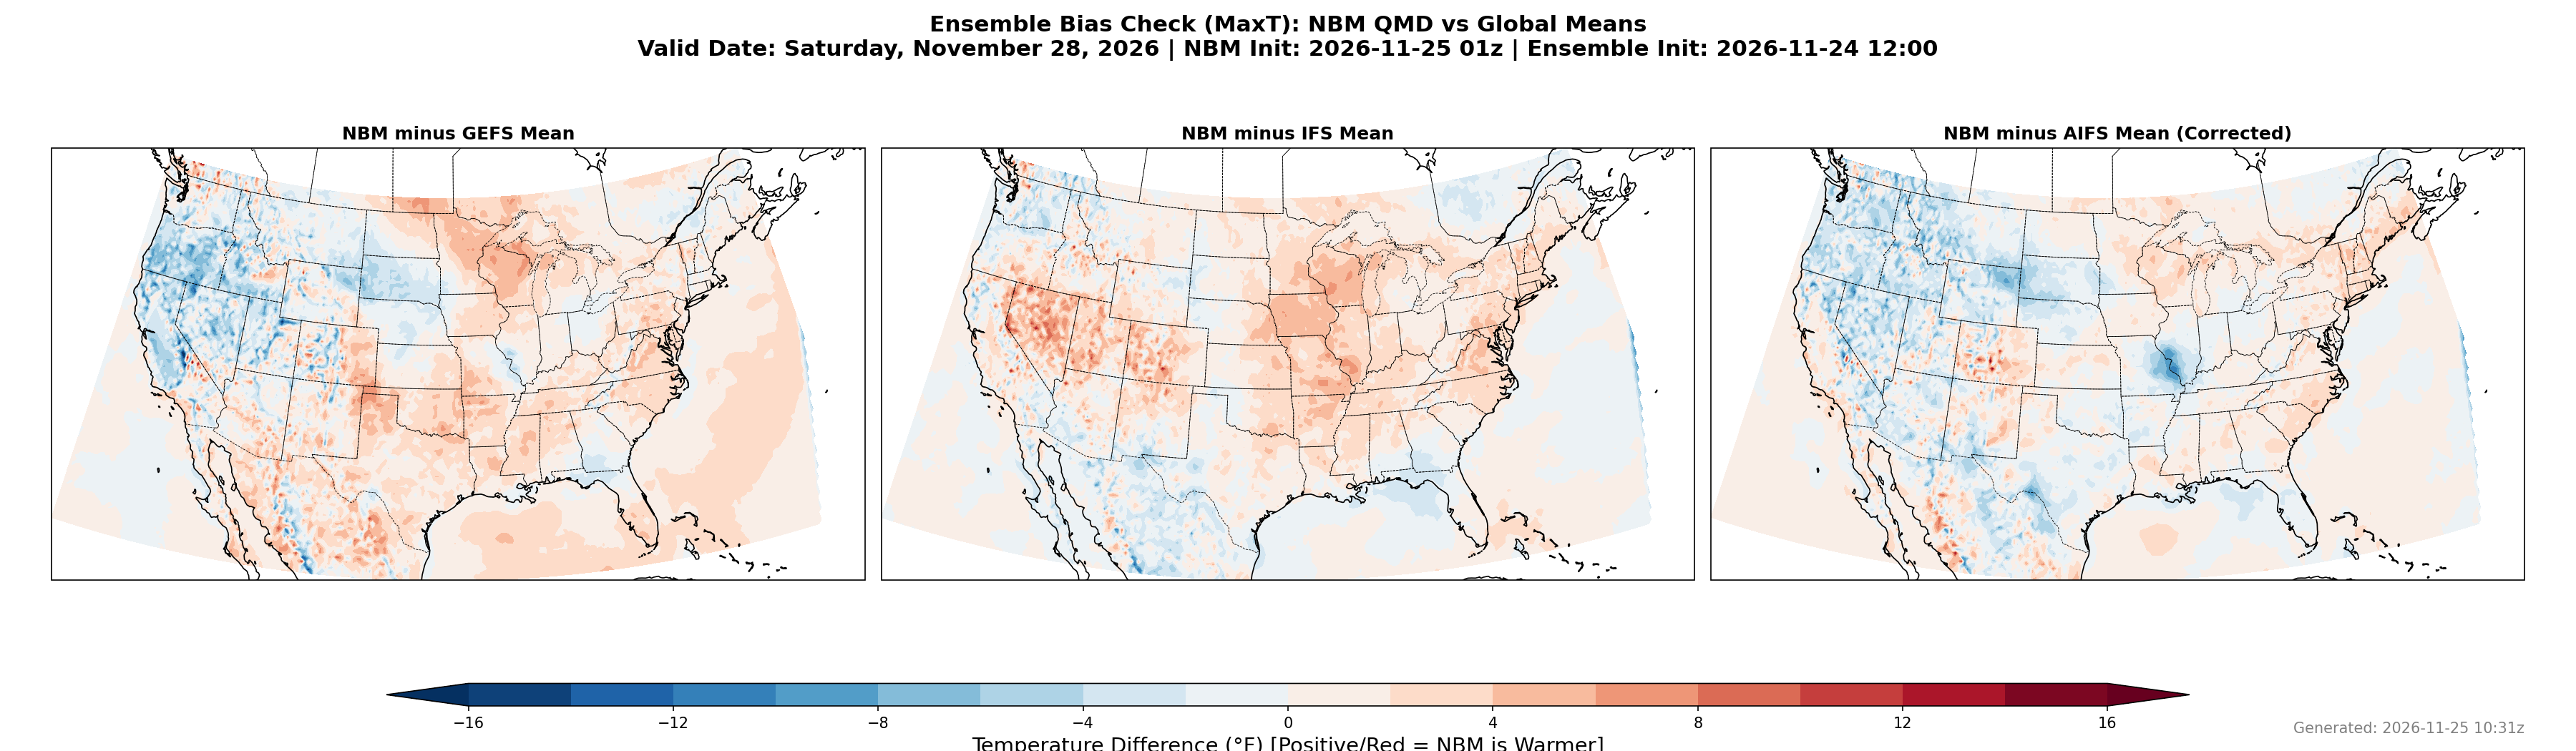 Ensemble Bias Check (MaxT): NBM QMD vs Global Means
Valid Date: Saturday, November 28, 2026 | NBM Init: 2026-11-25 01z | Ensemble Init: 2026-11-24 12:00
NBM minus GEFS Mean
NBM minus IFS Mean
NBM minus AIFS Mean (Corrected)
−16 −12 −8 −4 0 4 8 12 16
Generated: 2026-11-25 10:31z
Temperature Difference (°F) [Positive/Red = NBM is Warmer]